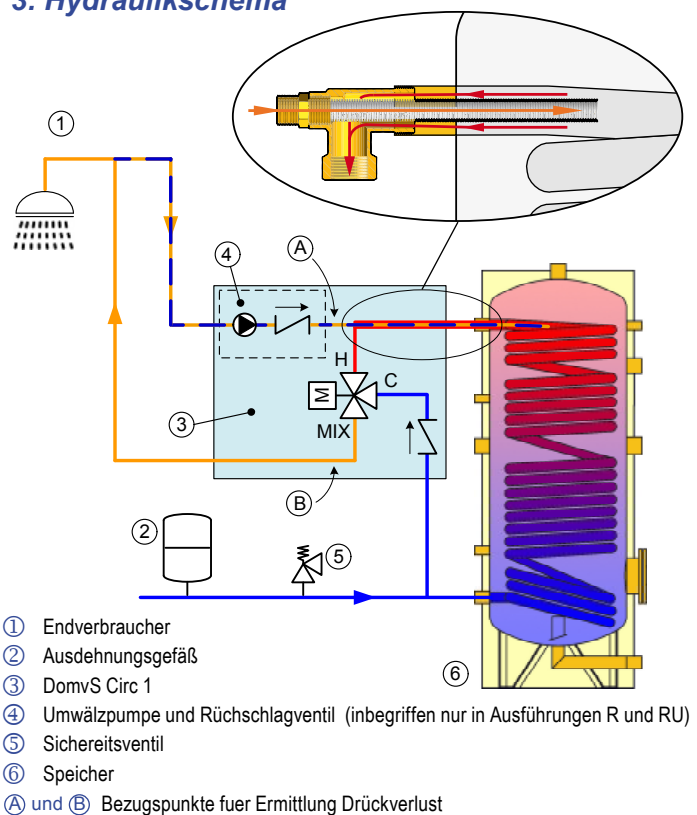 3. Hydraulikschema
1
4
A
H
C
M
3
MIX
B
2
5
6
① Endverbraucher
② Ausdehnungsgefäß
③ DomvS Circ 1
④ Umwälzpumpe und Rüchschlagventil (inbegriffen nur in Ausführungen R und RU)
⑤ Sichereitsventil
⑥ Speicher
Ⓐ und Ⓑ Bezugspunkte fuer Ermittlung Drückverlust